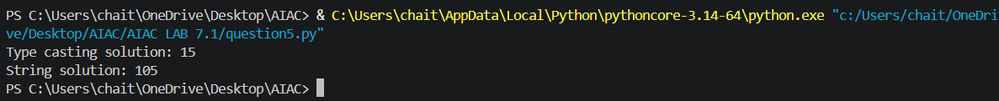 PS C:\Users\chait\OneDrive\Desktop\AIAC> & C:\Users\chait\AppData\Local\Python\pythoncore-3.14-64\python.exe "c:/Users/chait/OneDri
ve/Desktop/AIAC/AIAC LAB 7.1/question5.py"
Type casting solution: 15
String solution: 105
PS C:\Users\chait\OneDrive\Desktop\AIAC>